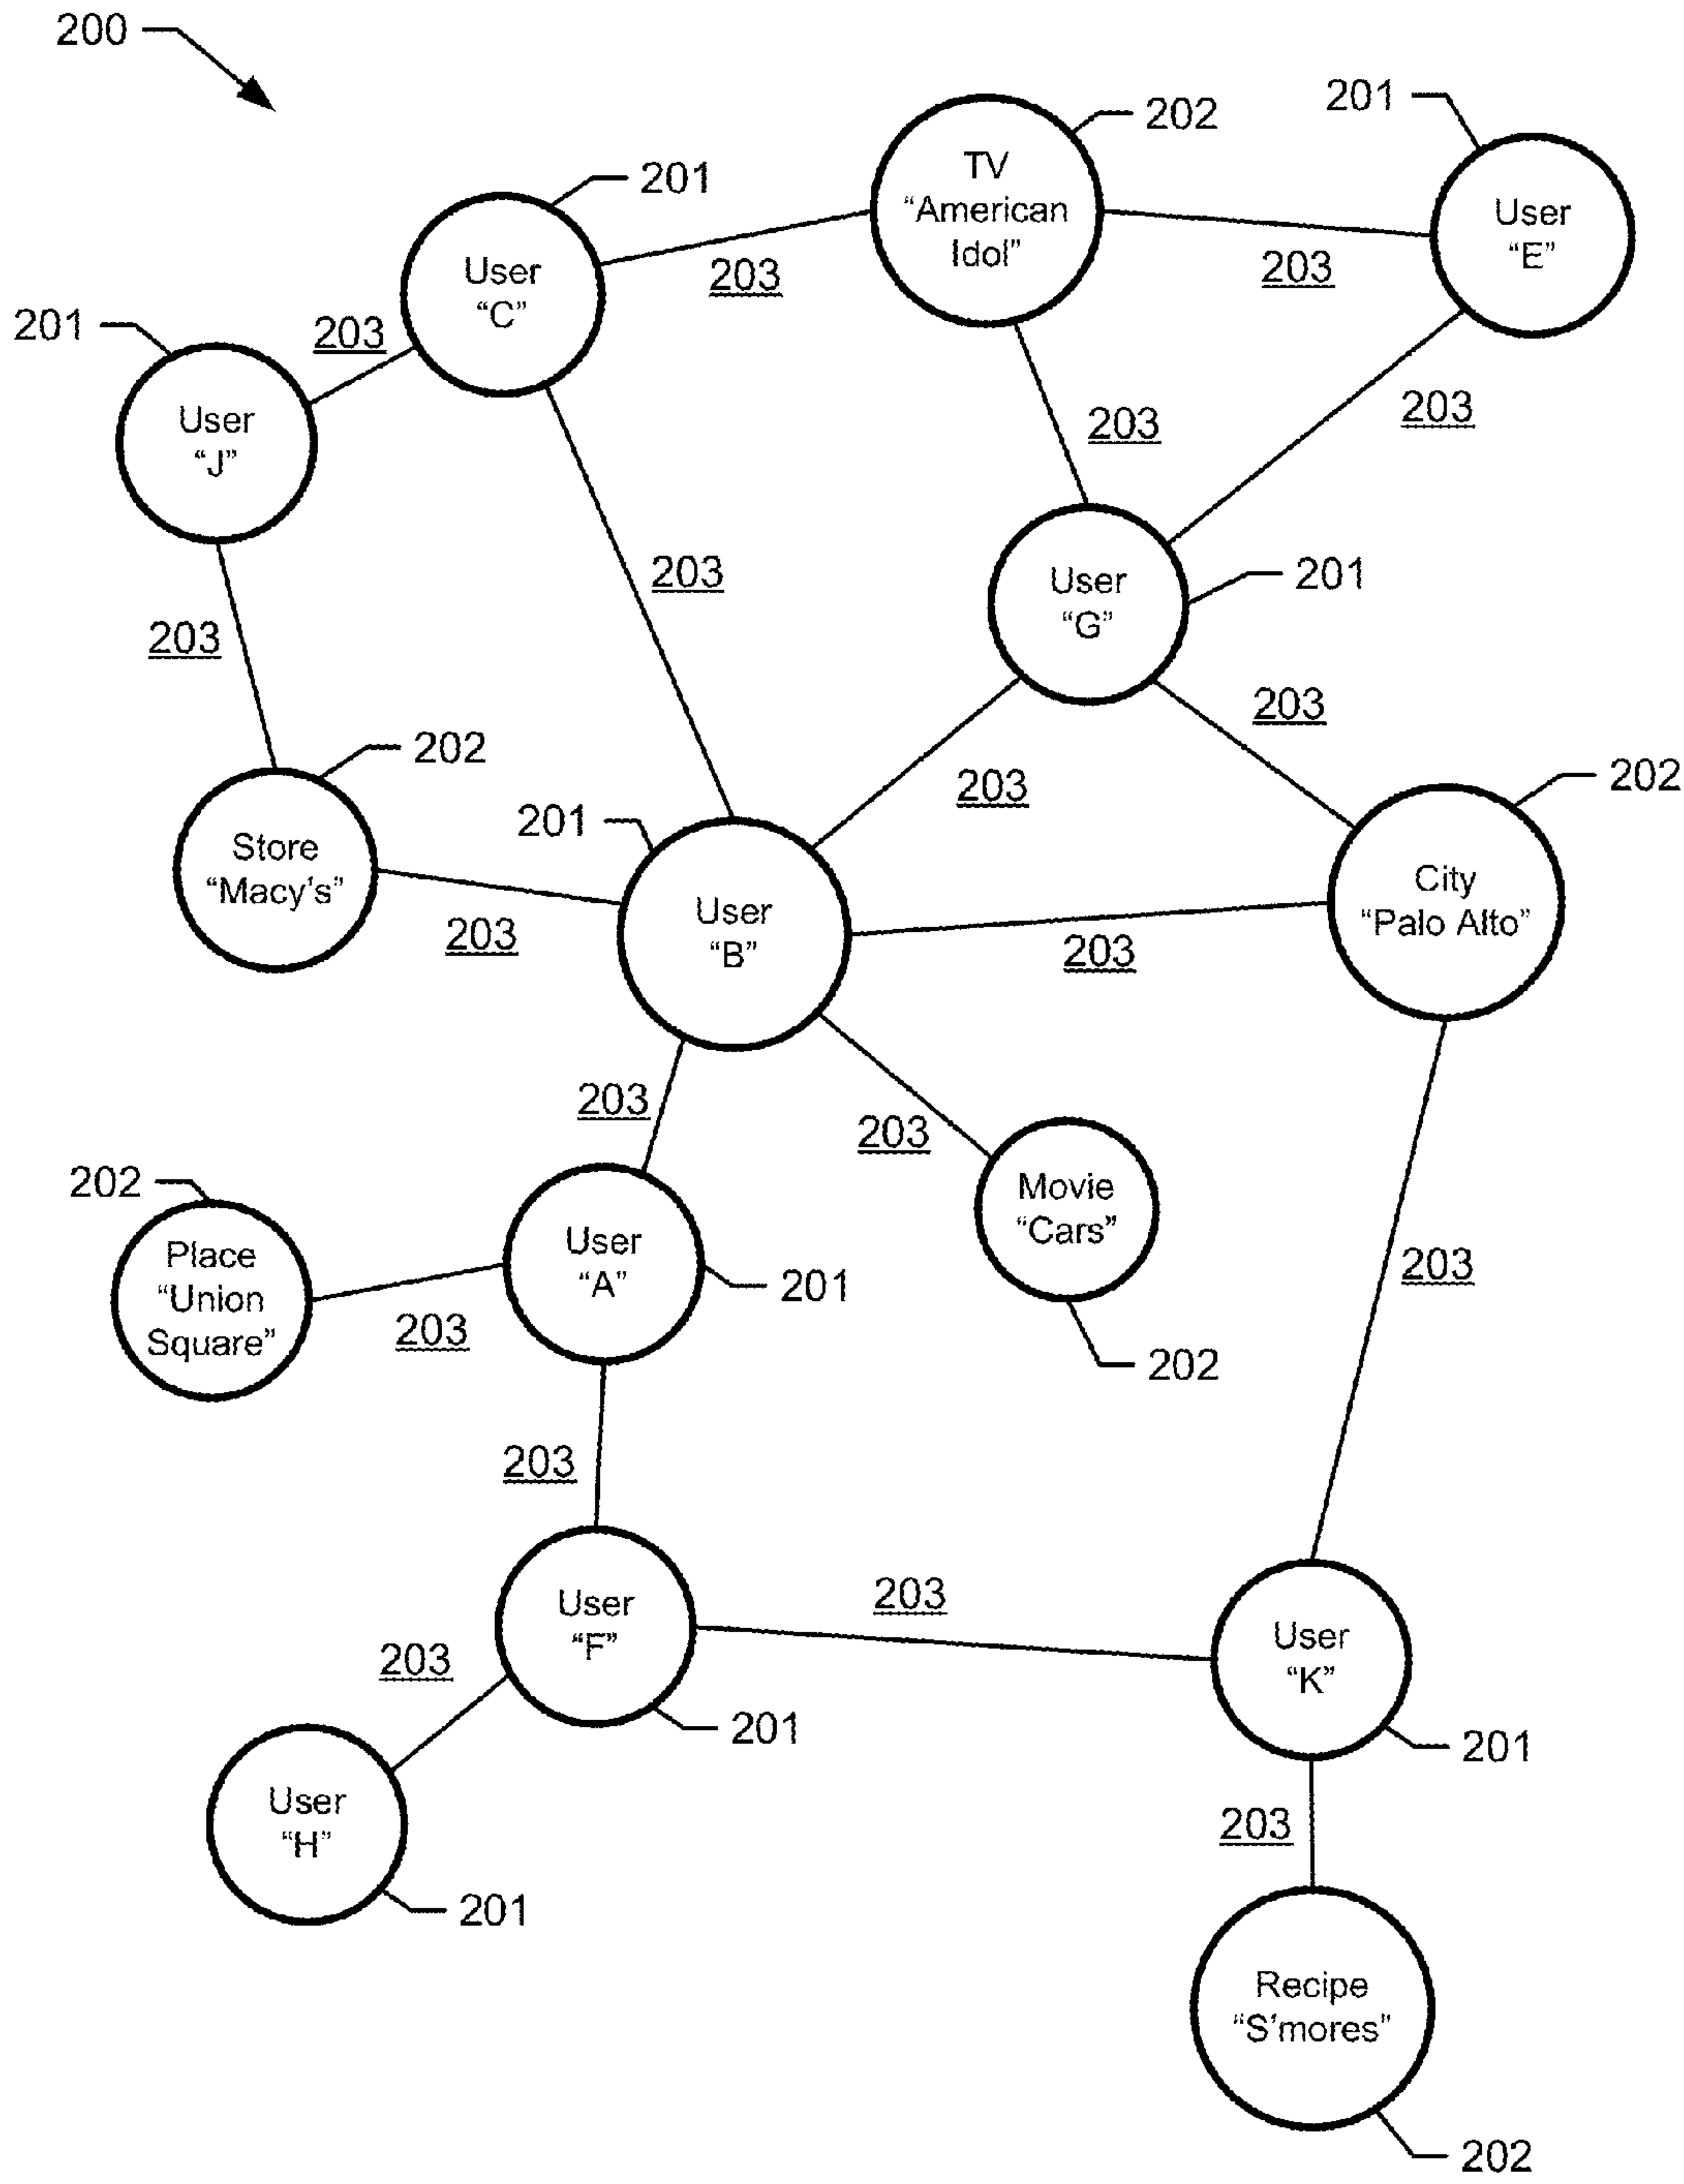 200
202
201
TV
“American
Idol”
201
User
“E”
User
“C”
203
203
201
203
User
“J”
203
203
203
User
“G”
201
203
203
202
203
202
201
Store
“Macy’s”
203
User
“B”
City
“Palo Alto”
203
203
203
202
Movie
“Cars”
Place
“Union
Square”
User
“A”
201
203
203
202
203
203
User
“F”
203
User
“K”
201
201
User
“H”
203
201
Recipe
“S’mores”
202